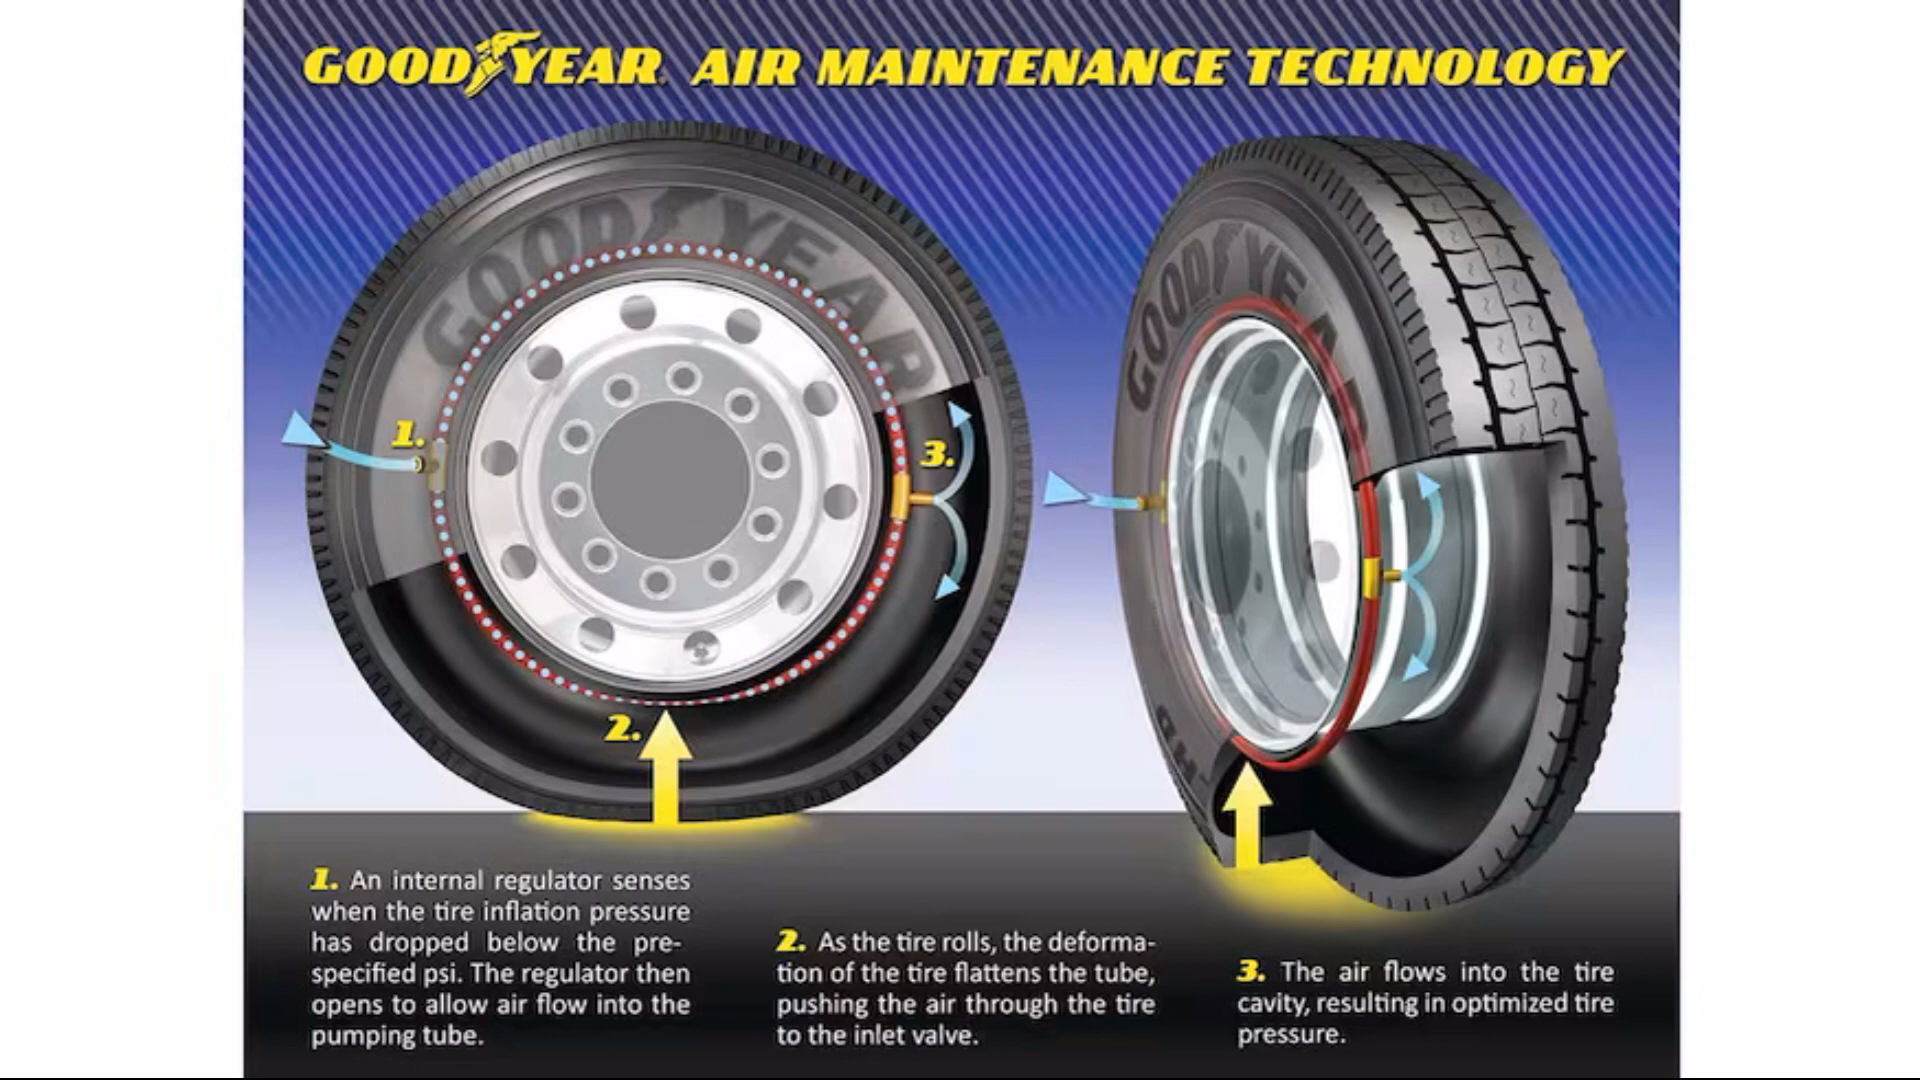 GOODYEAR. AIR MAINTENANCE TECHNOLOGY
GOODYEAR
GOODYEAR
1.
3.
2.
1. An internal regulator senses
when the tire inflation pressure
has dropped below the pre-
specified psi. The regulator then
opens to allow air flow into the
pumping tube.
2. As the tire rolls, the deforma-
tion of the tire flattens the tube,
pushing the air through the tire
to the inlet valve.
3. The air flows into the tire
cavity, resulting in optimized tire
pressure.